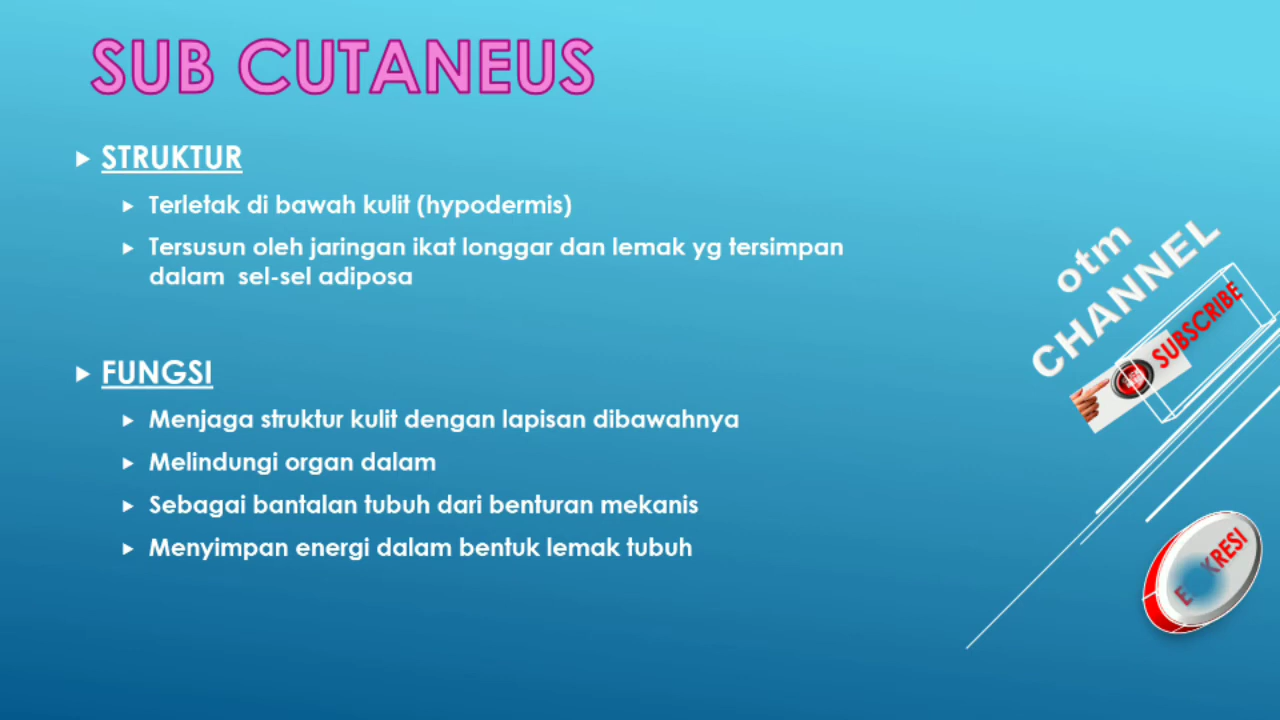 SUB CUTANEUS
STRUKTUR
Terletak di bawah kulit (hypodermis)
Tersusun oleh jaringan ikat longgar dan lemak yg tersimpan
dalam sel-sel adiposa
FUNGSI
Menjaga struktur kulit dengan lapisan dibawahnya
Melindungi organ dalam
Sebagai bantalan tubuh dari benturan mekanis
Menyimpan energi dalam bentuk lemak tubuh
otm
CHANNEL
SUBSCRIBE